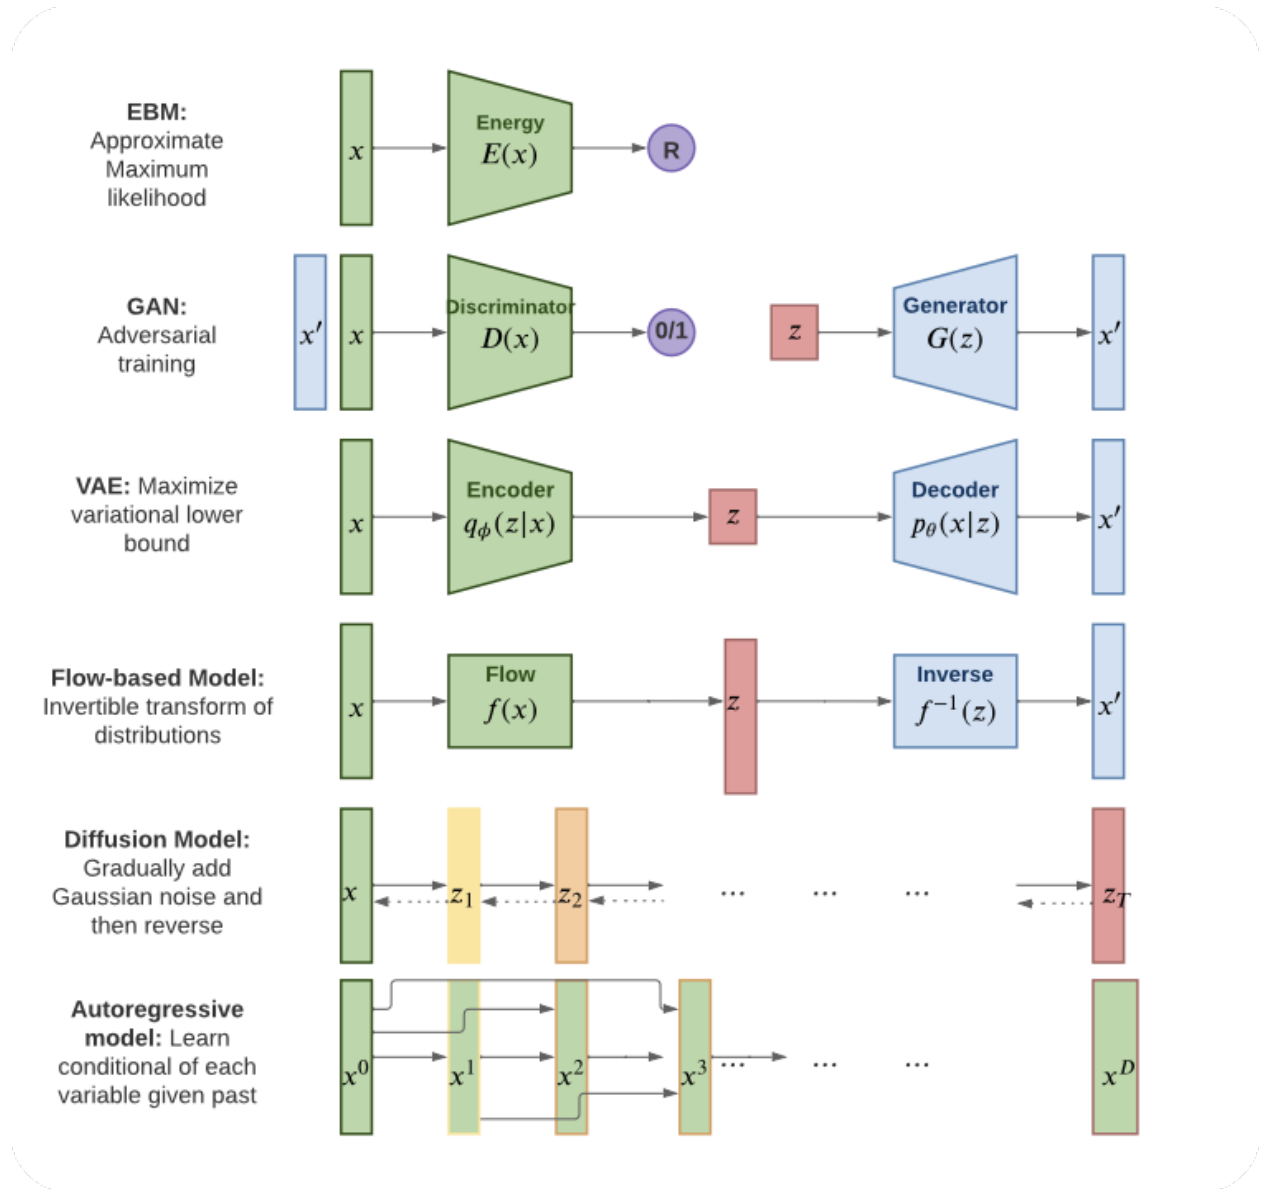 EBM:
Approximate
Maximum
likelihood
x
Energy
E(x)
R
GAN:
Adversarial
training
x′
x
Discriminator
D(x)
0/1
z
Generator
G(z)
x′
VAE: Maximize
variational lower
bound
x
Encoder
qϕ(z|x)
z
Decoder
pθ(x|z)
x′
Flow-based Model:
Invertible transform of
distributions
x
Flow
f(x)
z
Inverse
f⁻¹(z)
x′
Diffusion Model:
Gradually add
Gaussian noise and
then reverse
x
z₁
z₂
... ... ...
z_T
Autoregressive
model: Learn
conditional of each
variable given past
x⁰
x¹
x²
x³
... ... ...
x^D